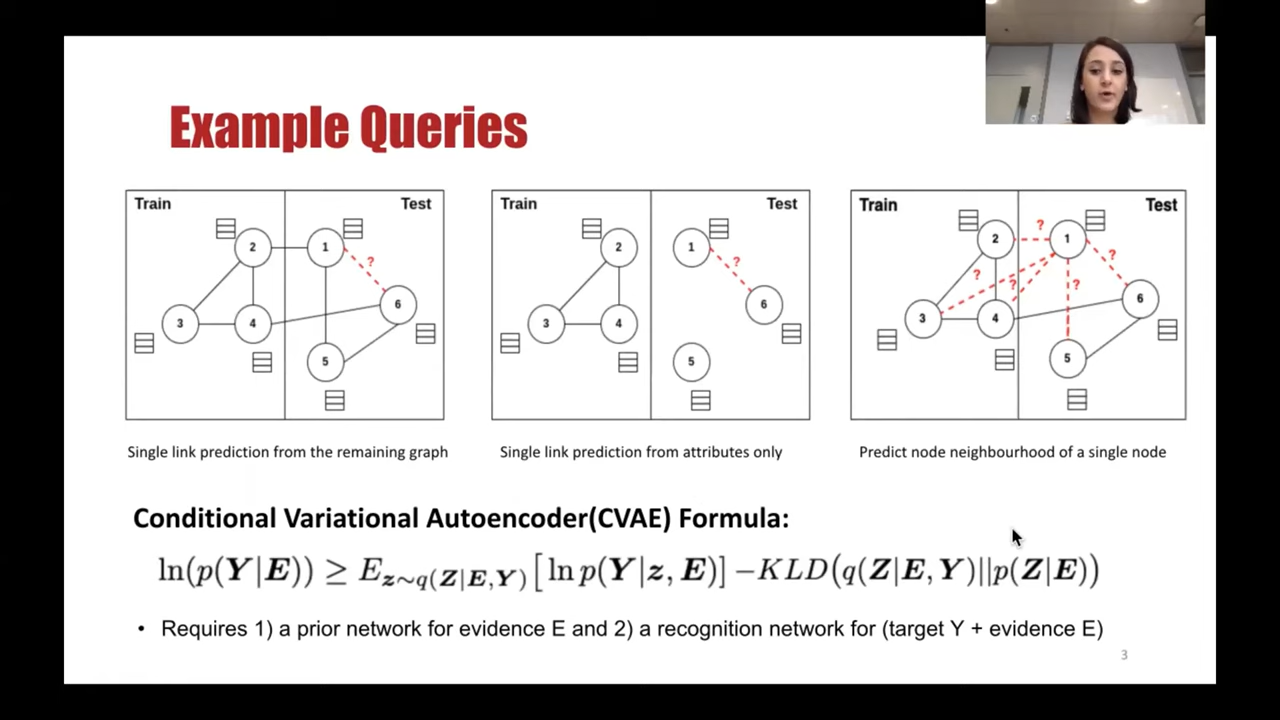 Example Queries
Train
Test
2
1
?
3
4
6
5
Single link prediction from the remaining graph
Train
Test
2
1
?
3
4
6
5
Single link prediction from attributes only
Train
Test
2
?
1
?
?
?
?
3
4
6
5
Predict node neighbourhood of a single node
Conditional Variational Autoencoder(CVAE) Formula:
ln(p(Y|E)) ≥ E_{z∼q(Z|E,Y)} [ln p(Y|z, E)] −KLD(q(Z|E, Y)||p(Z|E))
• Requires 1) a prior network for evidence E and 2) a recognition network for (target Y + evidence E)
3